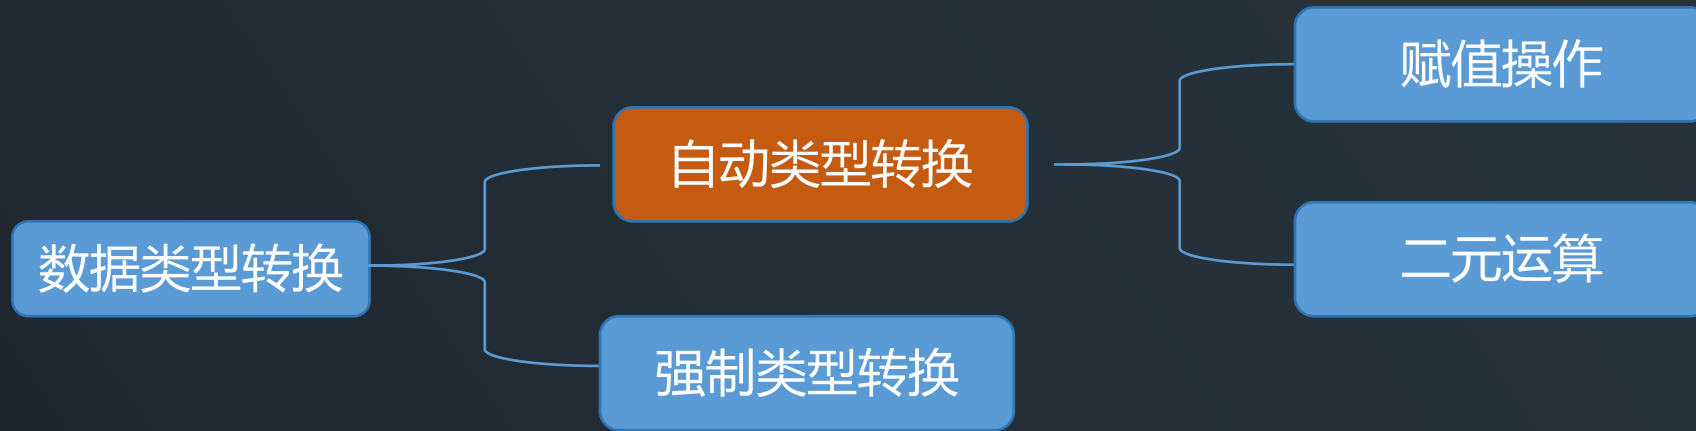 赋值操作
自动类型转换
数据类型转换
二元运算
强制类型转换